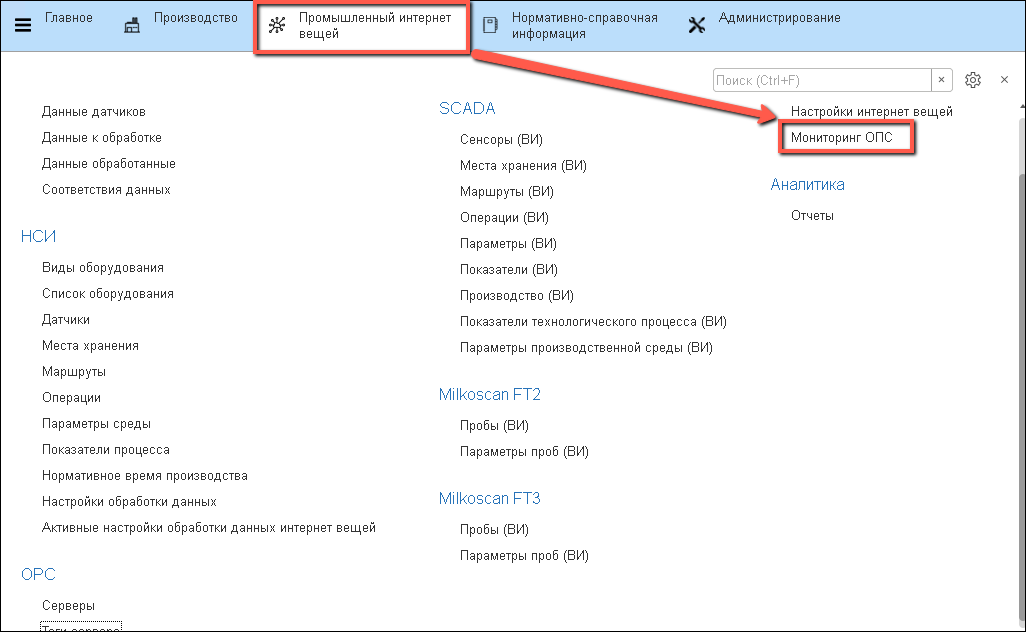 Главное
Производство
Промышленный интернет
вещей
Нормативно-справочная
информация
Администрирование
Поиск (Ctrl+F)
Данные датчиков
Данные к обработке
Данные обработанные
Соответствия данных
НСИ
Виды оборудования
Список оборудования
Датчики
Места хранения
Маршруты
Операции
Параметры среды
Показатели процесса
Нормативное время производства
Настройки обработки данных
Активные настройки обработки данных интернет вещей
OPC
Серверы
Теги сервера
SCADA
Сенсоры (ВИ)
Места хранения (ВИ)
Маршруты (ВИ)
Операции (ВИ)
Параметры (ВИ)
Показатели (ВИ)
Производство (ВИ)
Показатели технологического процесса (ВИ)
Параметры производственной среды (ВИ)
Milkoscan FT2
Пробы (ВИ)
Параметры проб (ВИ)
Milkoscan FT3
Пробы (ВИ)
Параметры проб (ВИ)
Настройки интернет вещей
Мониторинг ОПС
Аналитика
Отчеты